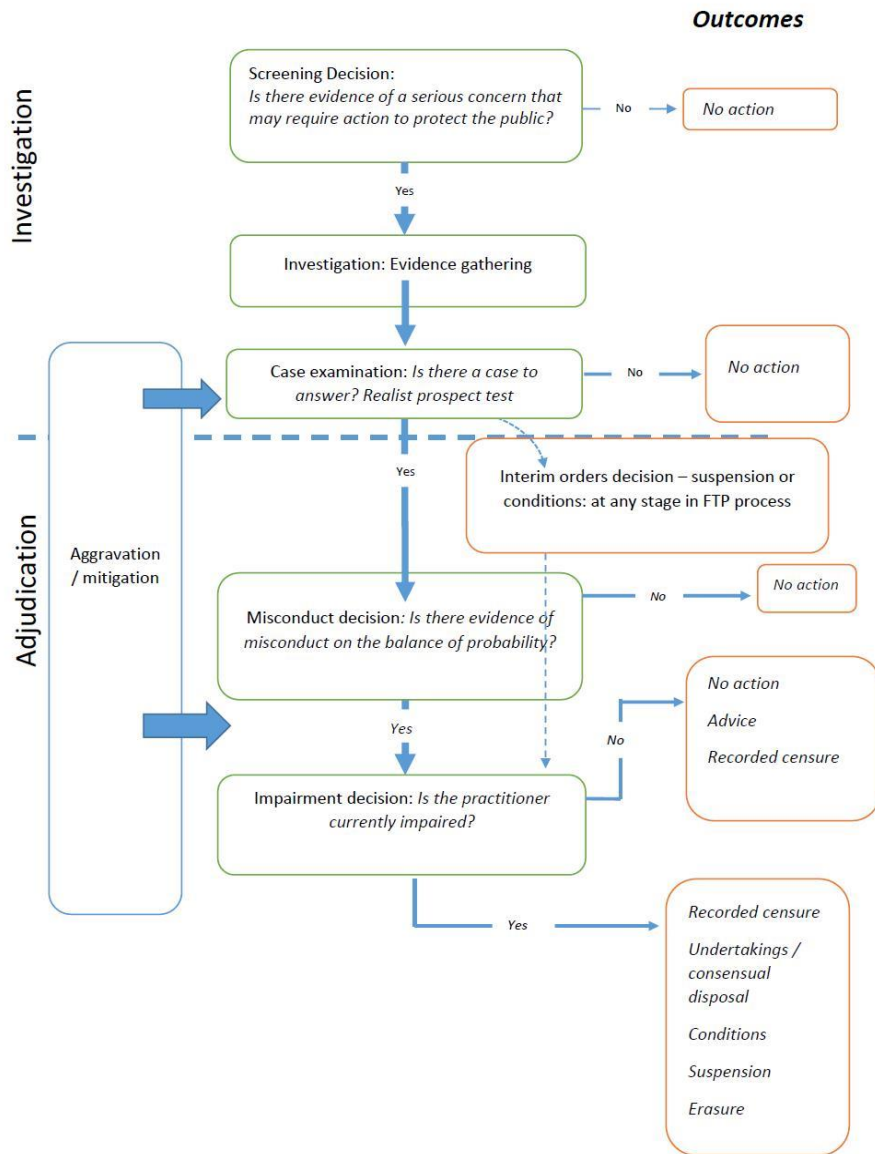 Outcomes
Investigation
Screening Decision:
Is there evidence of a serious concern that
may require action to protect the public?
No
No action
Yes
Investigation: Evidence gathering
Case examination: Is there a case to
answer? Realist prospect test
No
No action
Yes
Interim orders decision – suspension or
conditions: at any stage in FTP process
Adjudication
Aggravation
/ mitigation
Misconduct decision: Is there evidence of
misconduct on the balance of probability?
No
No action
Yes
Impairment decision: Is the practitioner
currently impaired?
No
No action
Advice
Recorded censure
Yes
Recorded censure
Undertakings /
consensual
disposal
Conditions
Suspension
Erasure